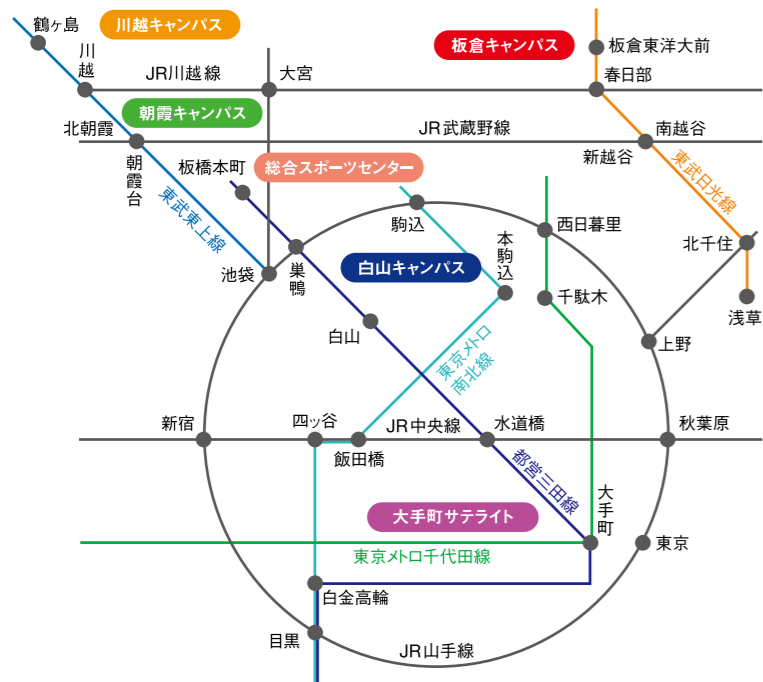 鶴ヶ島
川越キャンパス
板倉キャンパス
板倉東洋大前
川越
JR川越線
大宮
春日部
朝霞キャンパス
北朝霞
JR武蔵野線
南越谷
新越谷
朝霞台
板橋本町
総合スポーツセンター
東武日光線
東武東上線
駒込
本駒込
西日暮里
北千住
池袋
巣鴨
白山キャンパス
千駄木
浅草
白山
東京メトロ
南北線
上野
新宿
四ッ谷
JR中央線
水道橋
秋葉原
飯田橋
都営三田線
大手町サテライト
大手町
東京メトロ千代田線
東京
白金高輪
目黒
JR山手線